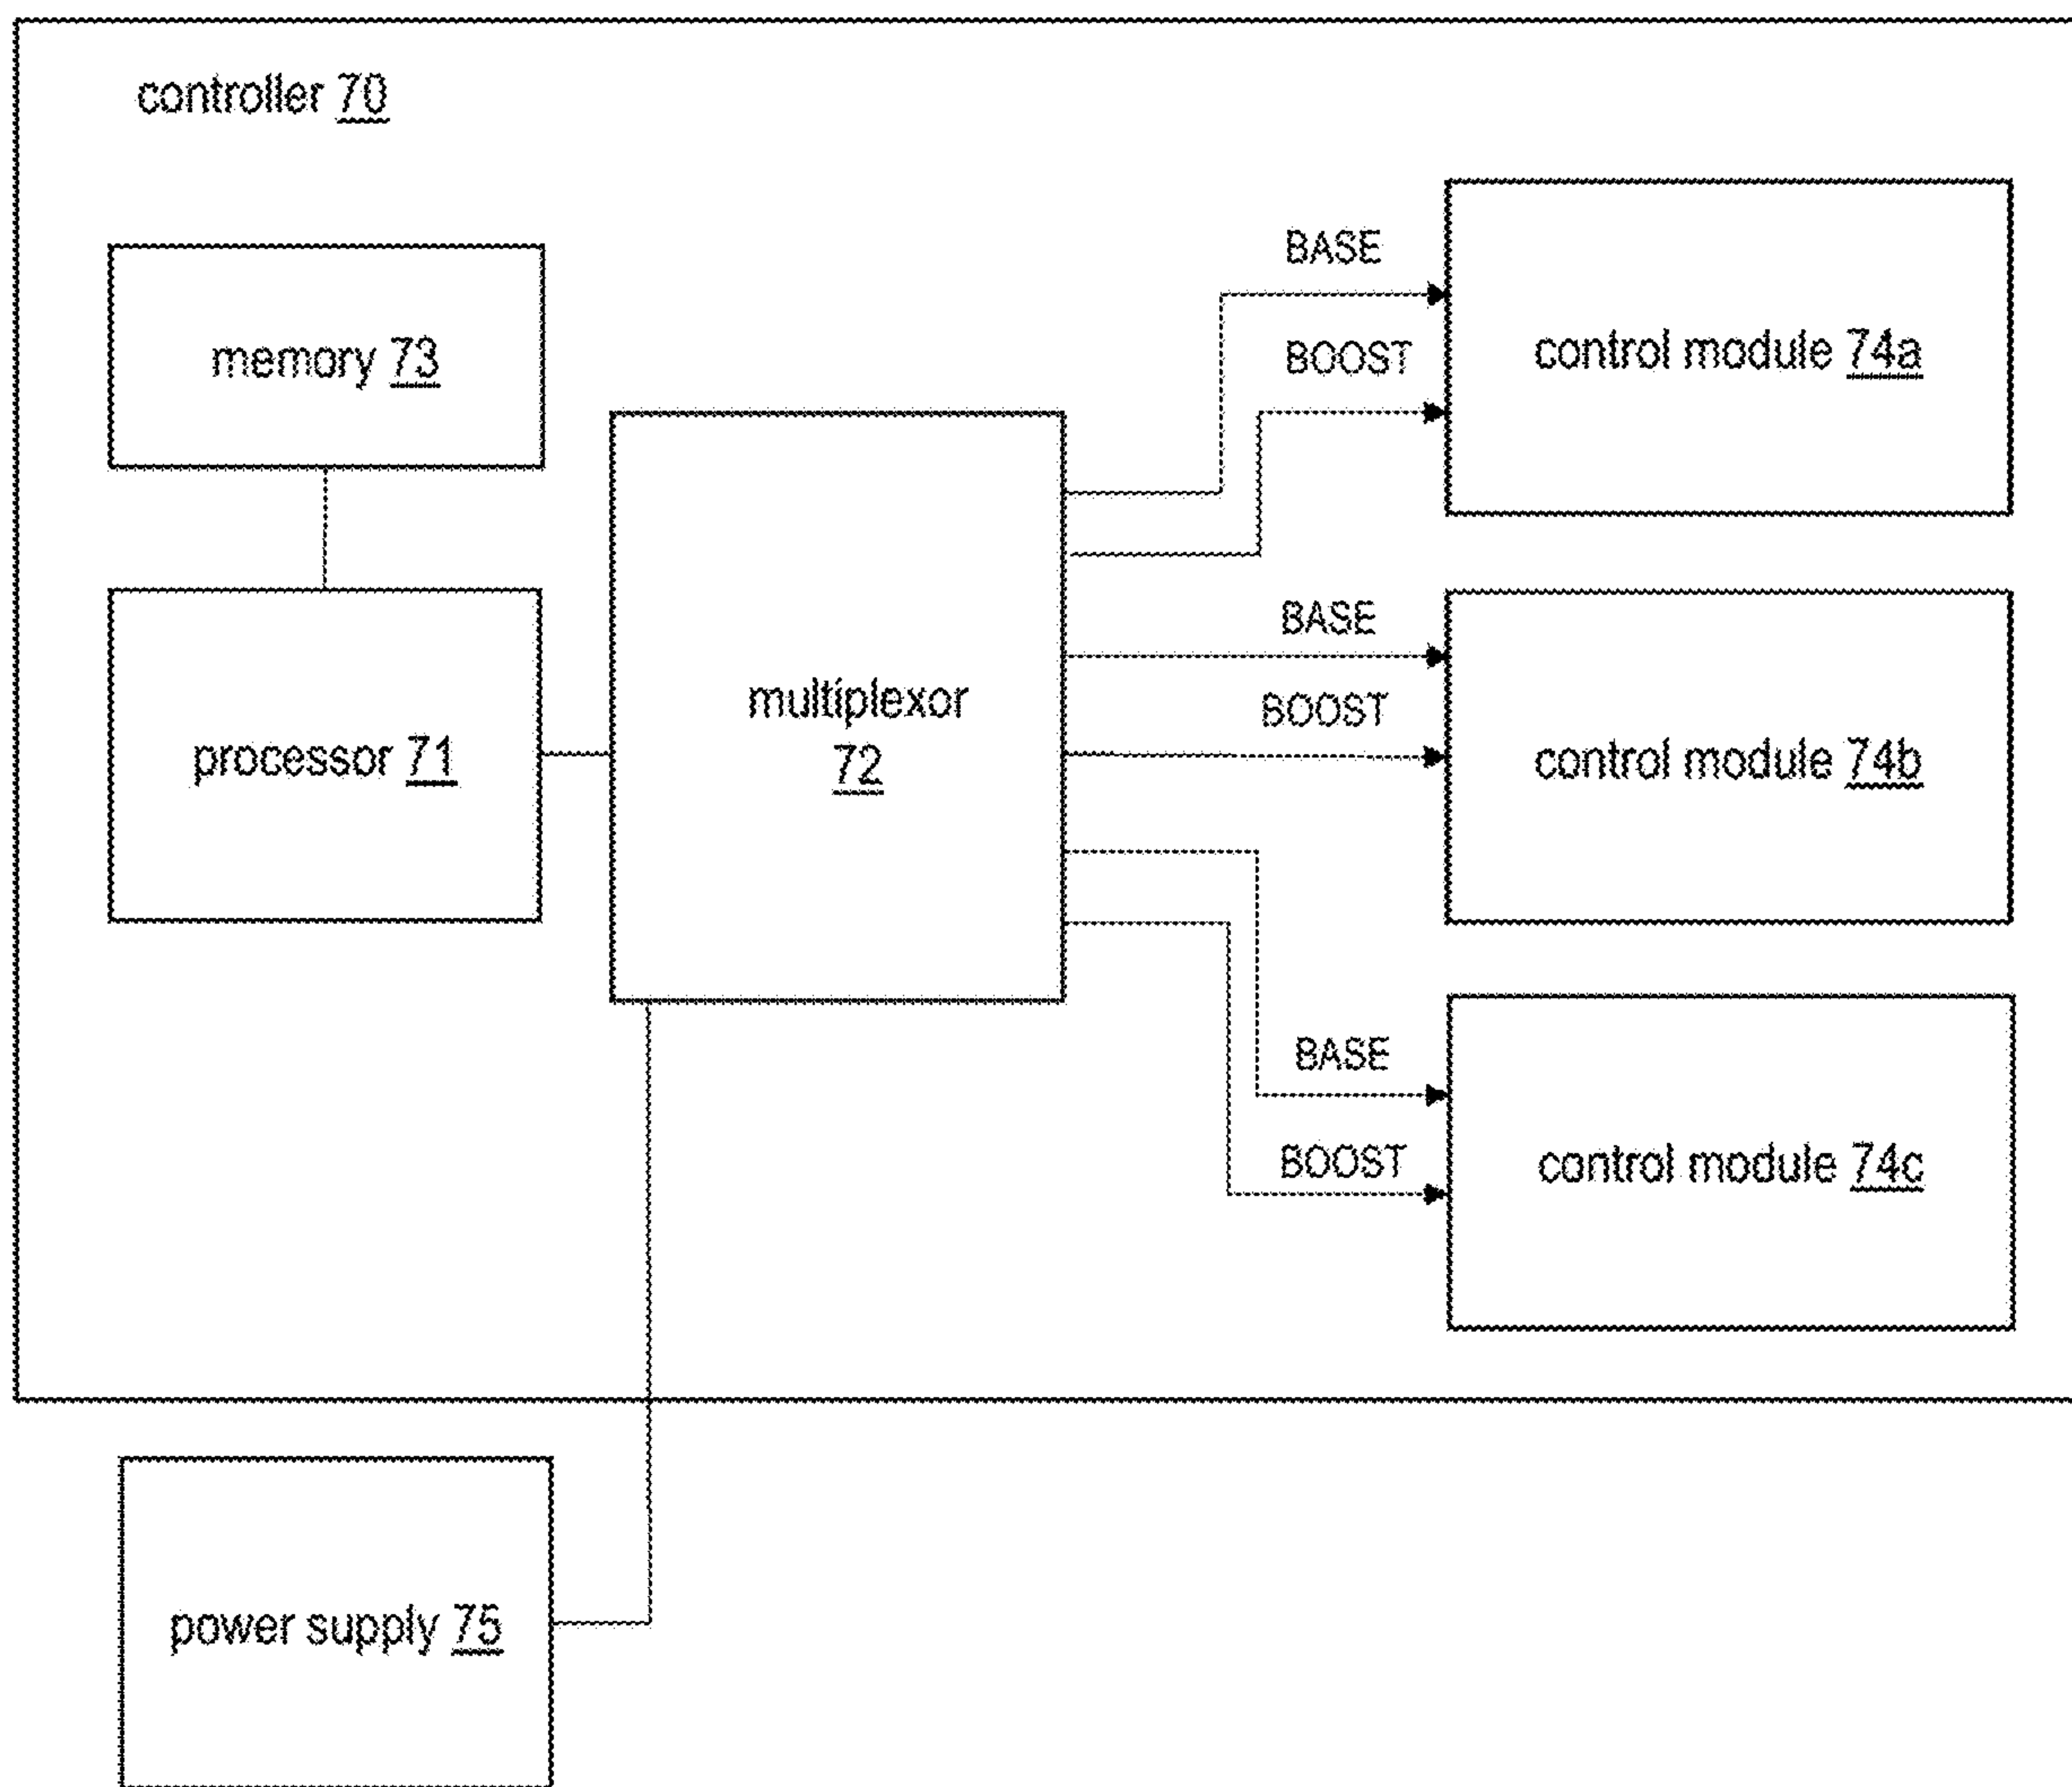 controller 70
memory 73
processor 71
multiplexor
72
BASE
BOOST
control module 74a
BASE
BOOST
control module 74b
BASE
BOOST
control module 74c
power supply 75